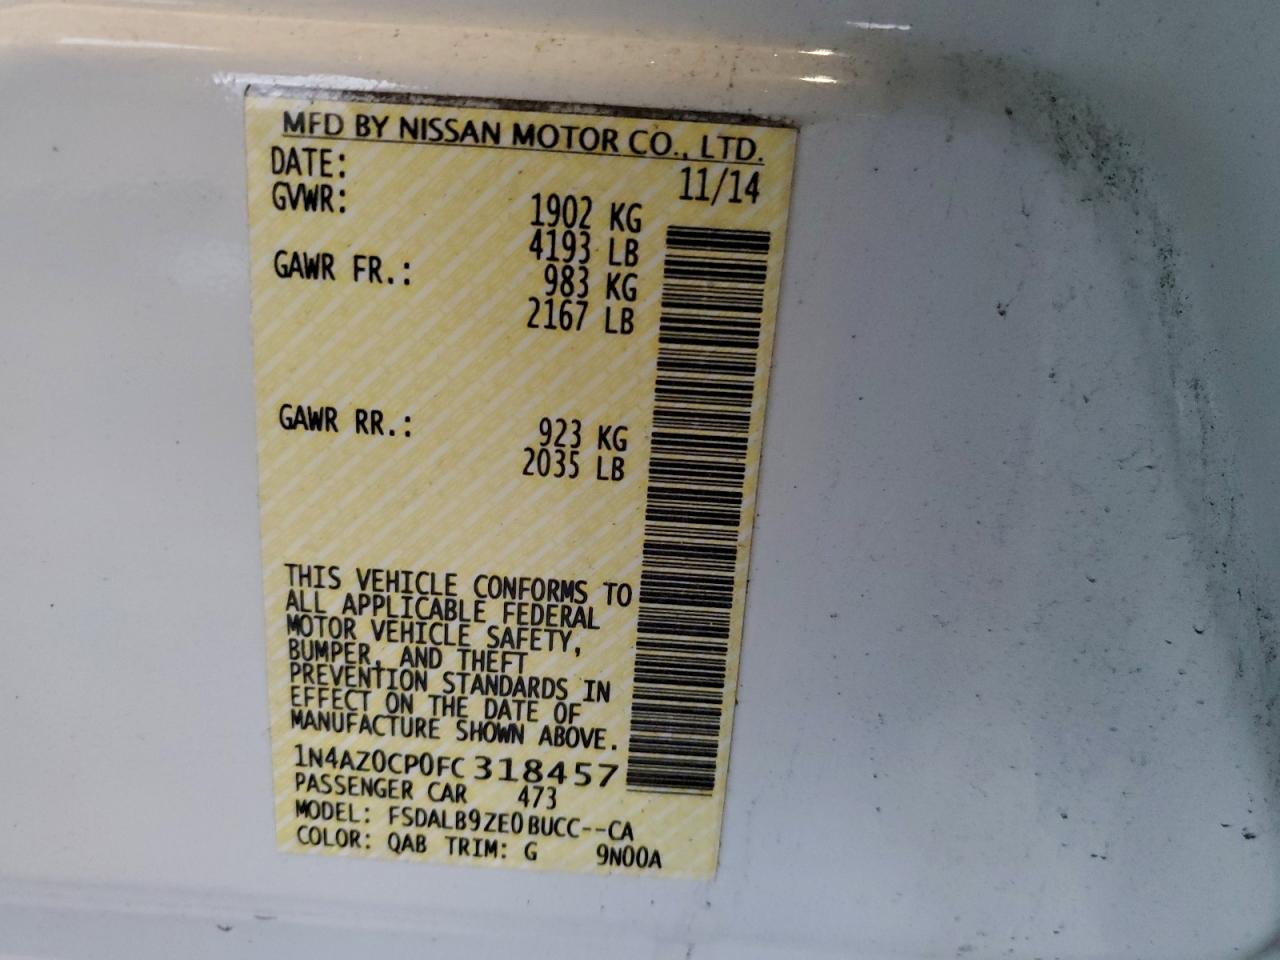 MFD BY NISSAN MOTOR CO., LTD.
DATE: 11/14
GVWR: 1902 KG
4193 LB
GAWR FR.: 983 KG
2167 LB
GAWR RR.: 923 KG
2035 LB
THIS VEHICLE CONFORMS TO
ALL APPLICABLE FEDERAL
MOTOR VEHICLE SAFETY,
BUMPER, AND THEFT
PREVENTION STANDARDS IN
EFFECT ON THE DATE OF
MANUFACTURE SHOWN ABOVE.
1N4AZ0CP0FC318457
PASSENGER CAR 473
MODEL: FSDALB9ZE0BUCC--CA
COLOR: QAB TRIM: G 9N00A